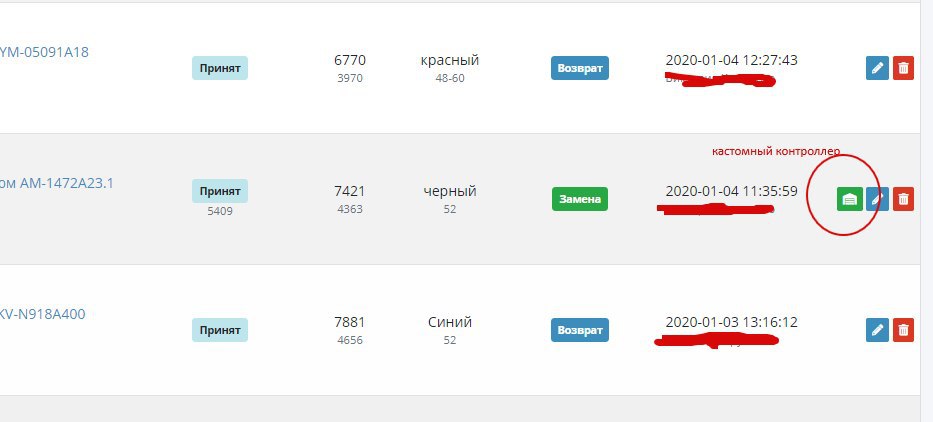 YM-05091A18
Принят
6770
3970
красный
48-60
Возврат
2020-01-04 12:27:43
кастомный контроллер
ом AM-1472A23.1
Принят
5409
7421
4363
черный
52
Замена
2020-01-04 11:35:59
KV-N918A400
Принят
7881
4656
Синий
52
Возврат
2020-01-03 13:16:12